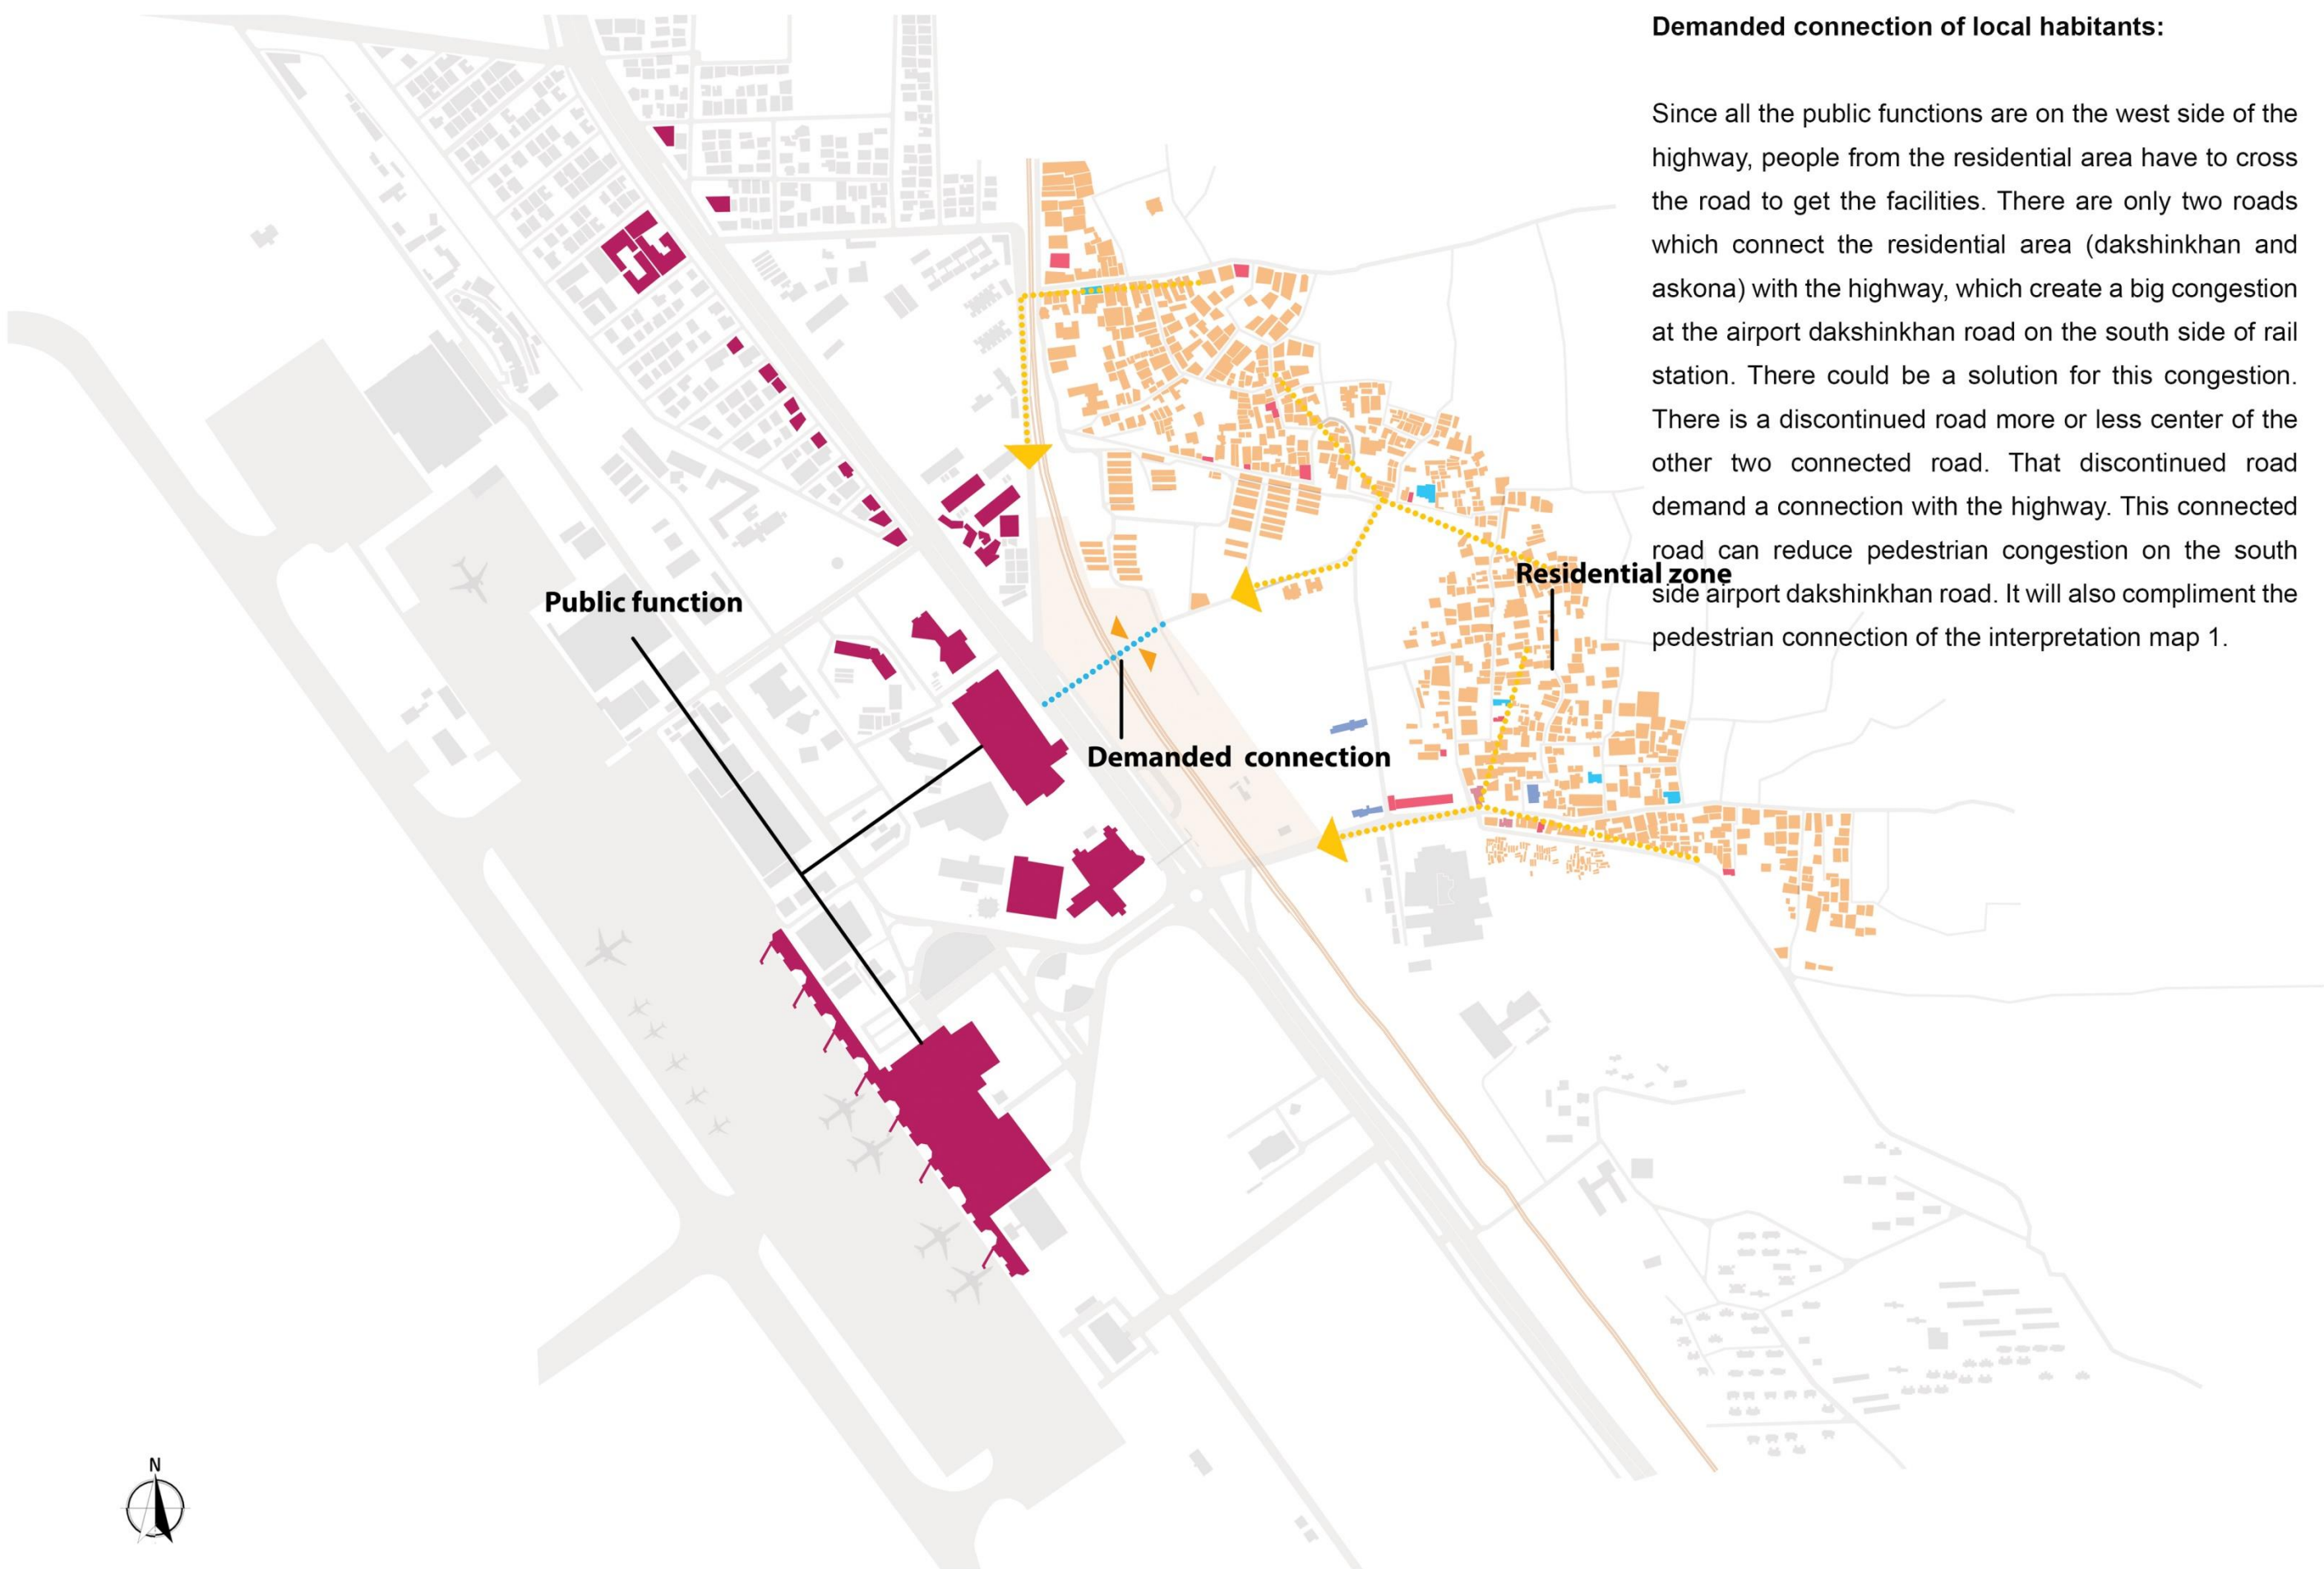 Demanded connection of local habitants:
Since all the public functions are on the west side of the
highway, people from the residential area have to cross
the road to get the facilities. There are only two roads
which connect the residential area (dakshinkhan and
askona) with the highway, which create a big congestion
at the airport dakshinkhan road on the south side of rail
station. There could be a solution for this congestion.
There is a discontinued road more or less center of the
other two connected road. That discontinued road
demand a connection with the highway. This connected
road can reduce pedestrian congestion on the south
side airport dakshinkhan road. It will also compliment the
pedestrian connection of the interpretation map 1.
Residential zone
Public function
Demanded connection
N